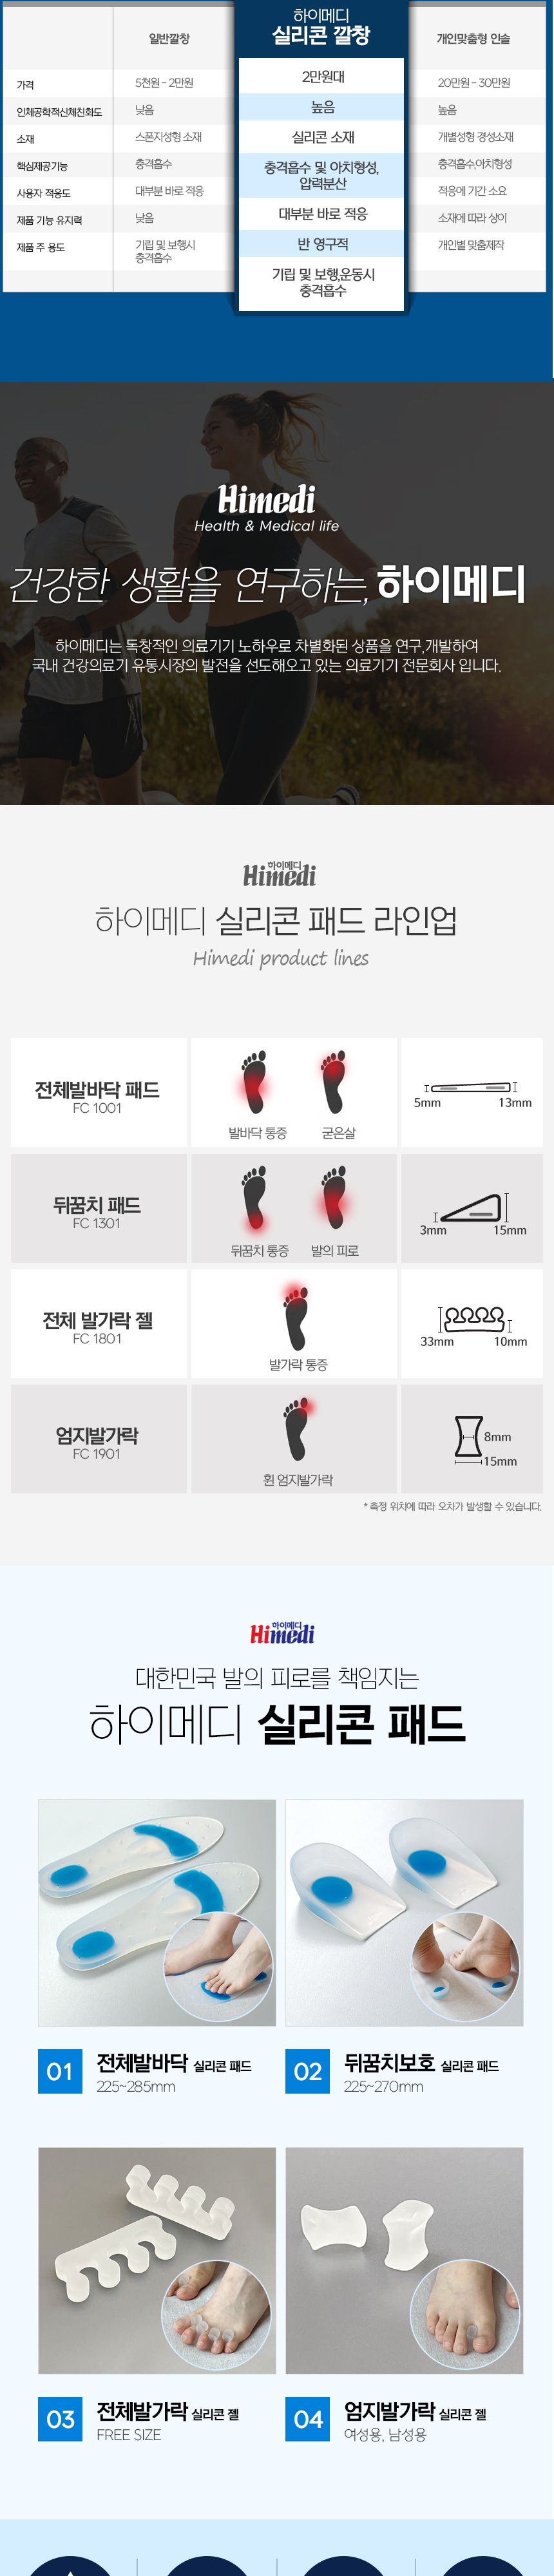 일반깔창
하이메디
실리콘 깔창
개인맞춤형 인솔
가격
5천원 - 2만원
2만원대
20만원 - 30만원
인체공학적신체친화도
낮음
높음
높음
소재
스폰지성형 소재
실리콘 소재
개별성형 경성소재
핵심제공기능
충격흡수
충격흡수 및 아치형성,
압력분산
충격흡수,아치형성
사용자 적응도
대부분 바로 적응
대부분 바로 적응
적응에 기간 소요
제품 기능 유지력
낮음
반 영구적
소재에 따라 상이
제품 주 용도
기립 및 보행시
충격흡수
기립 및 보행,운동시
충격흡수
개인별 맞춤제작
Himedi
Health & Medical life
건강한 생활을 연구하는, 하이메디
하이메디는 독창적인 의료기기 노하우로 차별화된 상품을 연구,개발하여
국내 건강의료기 유통시장의 발전을 선도해오고 있는 의료기기 전문회사 입니다.
하이메디
Himedi
하이메디 실리콘 패드 라인업
Himedi product lines
전체발바닥 패드
FC 1001
발바닥 통증
굳은살
5mm
13mm
뒤꿈치 패드
FC 1301
뒤꿈치 통증
발의 피로
3mm
15mm
전체 발가락 젤
FC 1801
발가락 통증
33mm
10mm
엄지발가락
FC 1901
휜 엄지발가락
8mm
15mm
* 측정 위치에 따라 오차가 발생할 수 있습니다.
하이메디
Himedi
대한민국 발의 피로를 책임지는
하이메디 실리콘 패드
01 전체발바닥 실리콘 패드
225~285mm
02 뒤꿈치보호 실리콘 패드
225~270mm
03 전체발가락 실리콘 젤
FREE SIZE
04 엄지발가락 실리콘 젤
여성용, 남성용